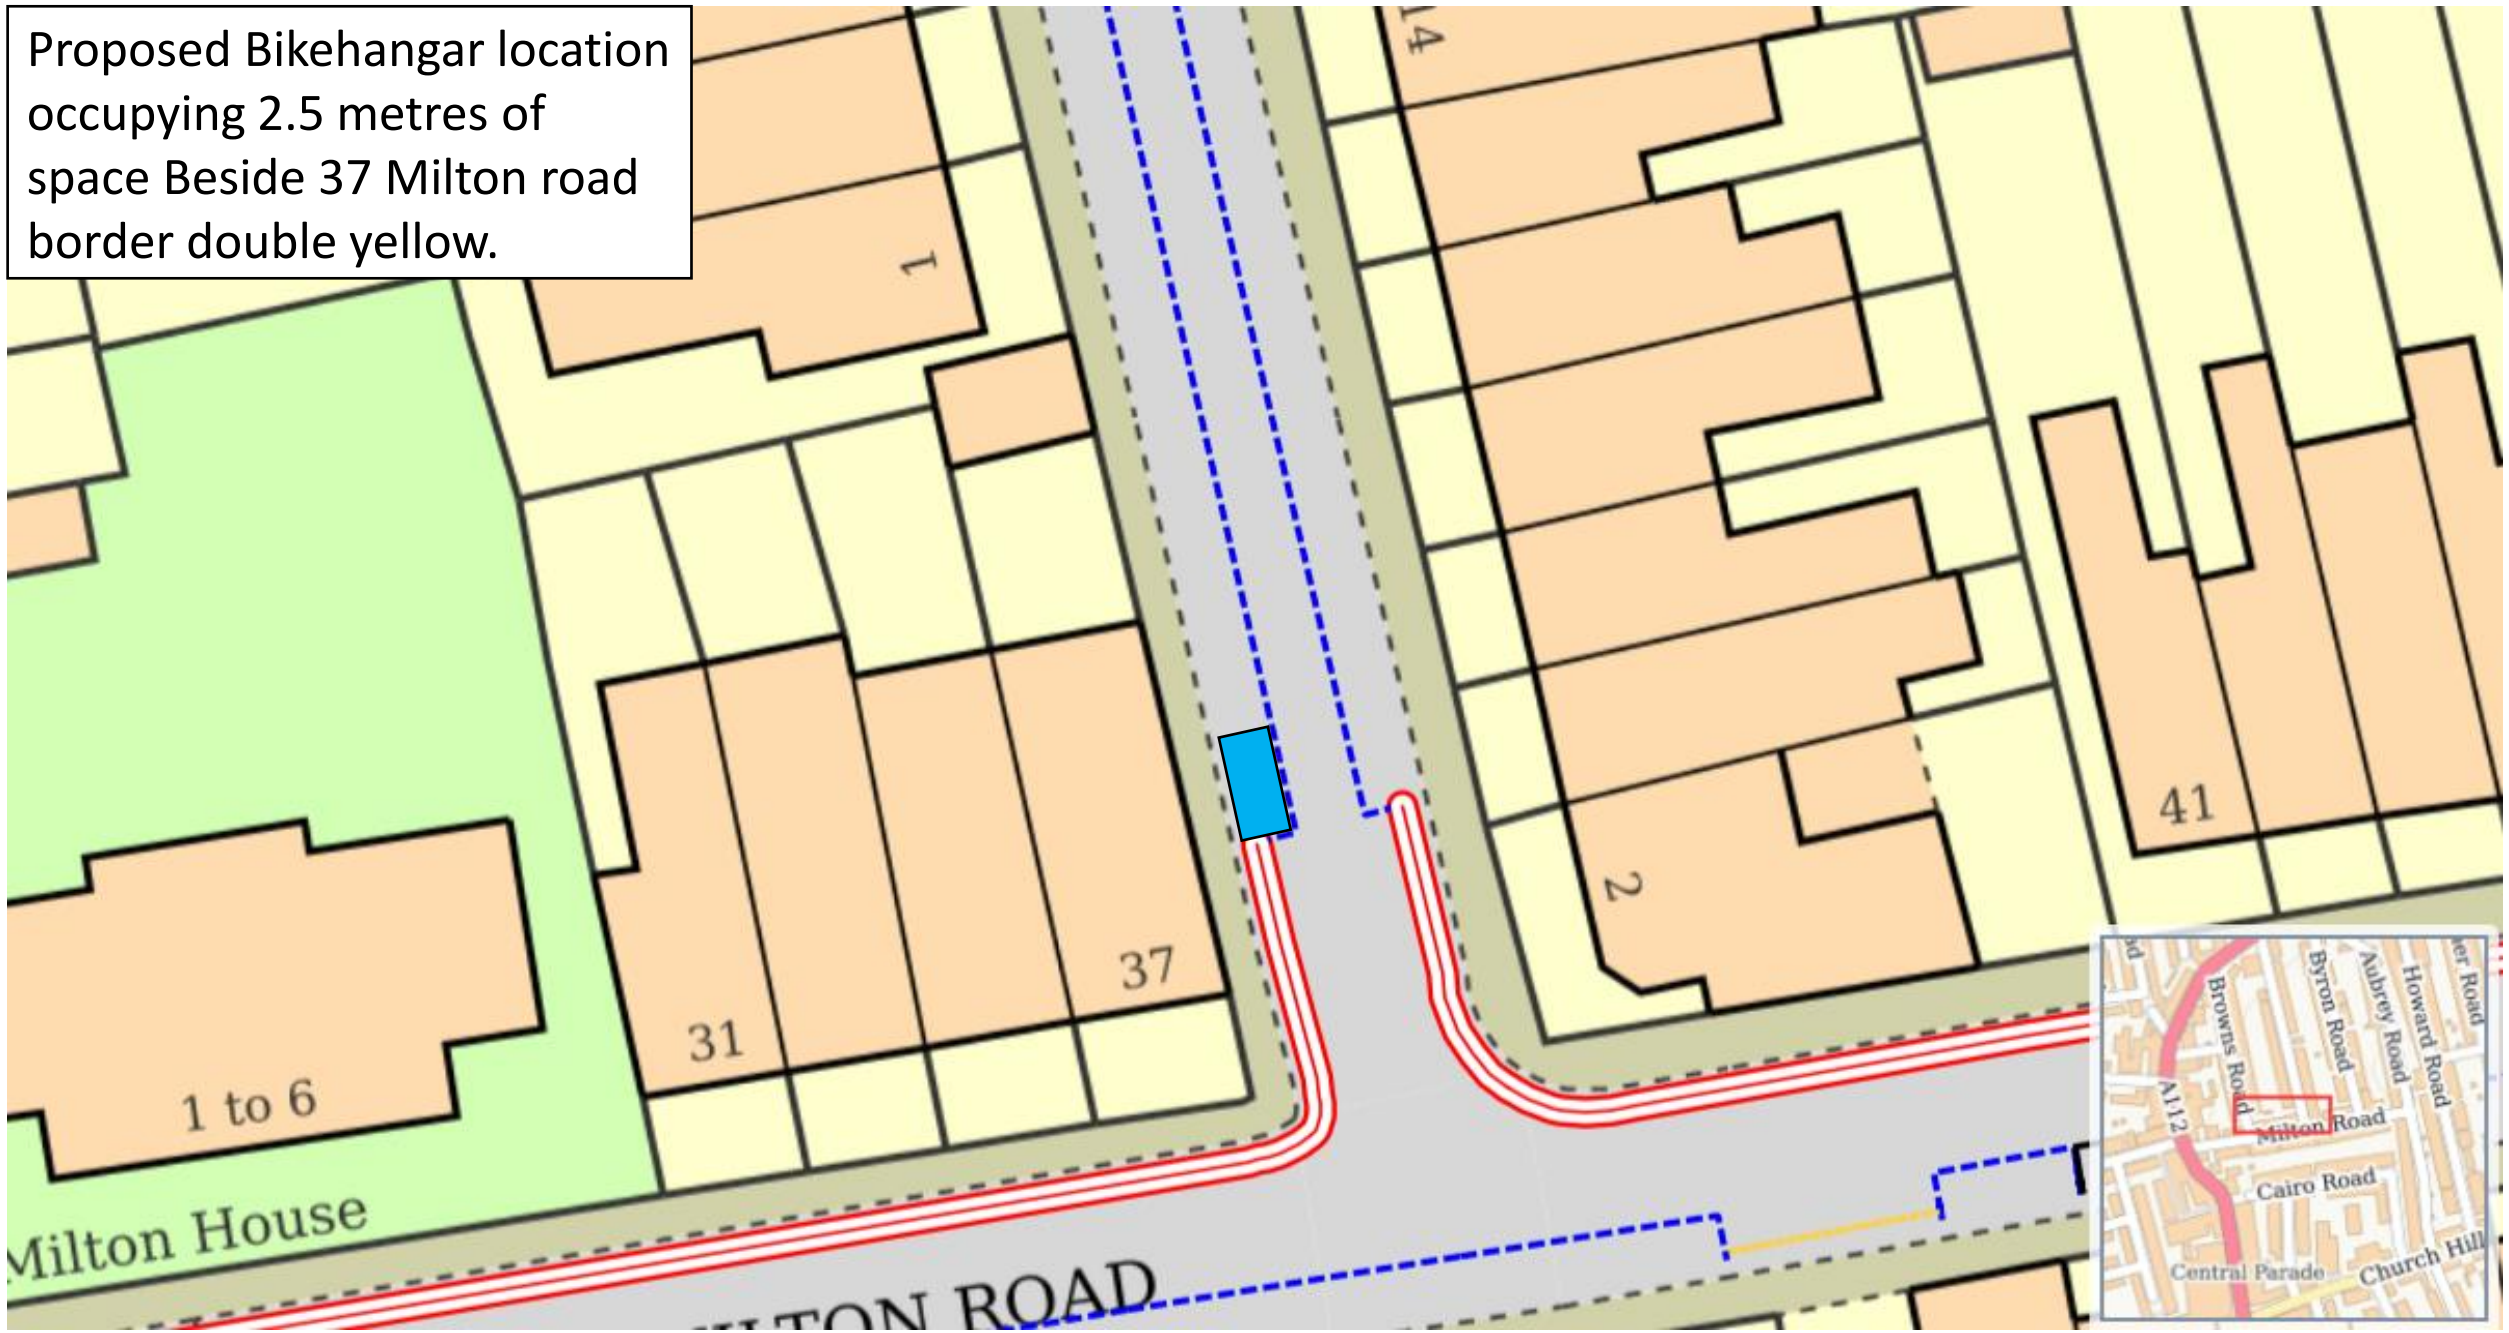 Proposed Bikehangar location
occupying 2.5 metres of
space Beside 37 Milton road
border double yellow.
14
1
2
41
37
31
1 to 6
Milton House
MILTON ROAD
Browns Road
Byron Road
Aubrey Road
Howard Road
Road
A112
Milton Road
Cairo Road
Central Parade
Church Hill